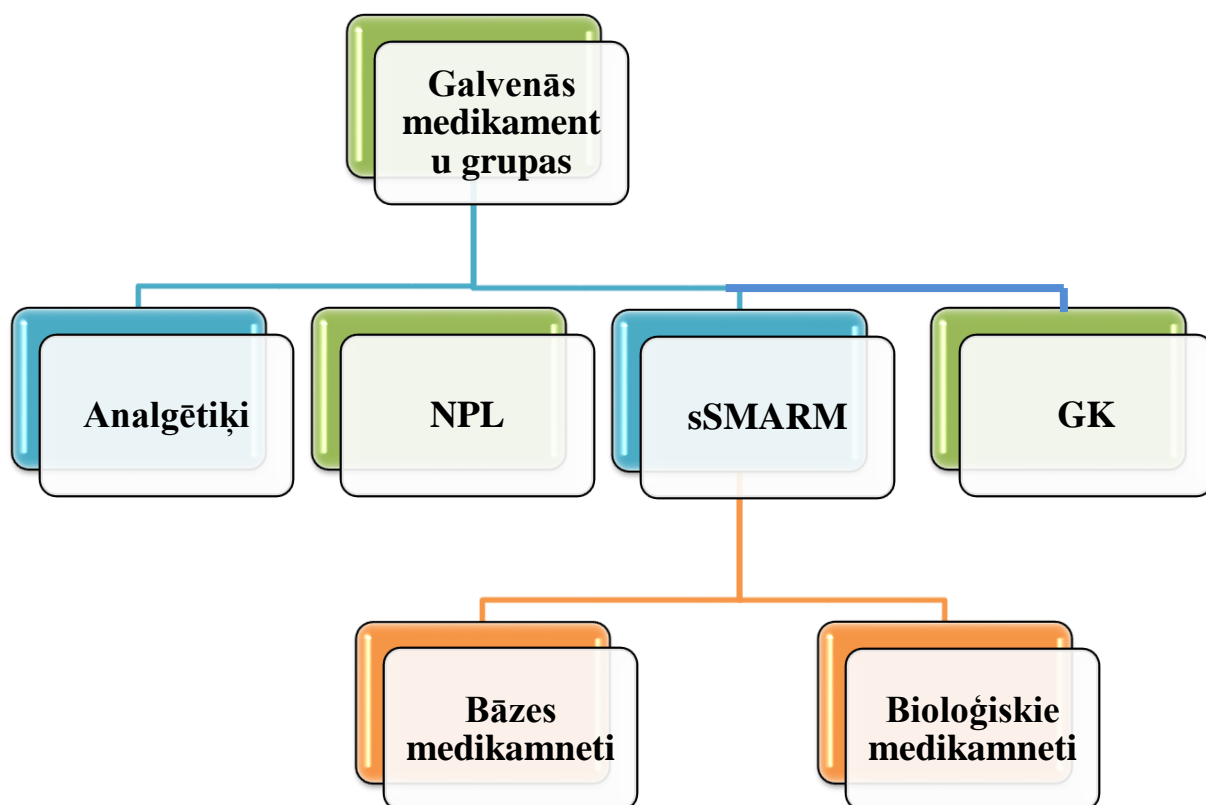 Galvenās
medikament
u grupas
Analgētiķi
NPL
sSMARM
GK
Bāzes
medikamneti
Bioloģiskie
medikamneti